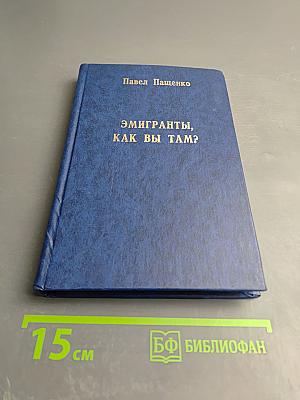 Павел Пащенко
ЭМИГРАНТЫ,
КАК ВЫ ТАМ?
15 см
БФ БИБЛИОФАН